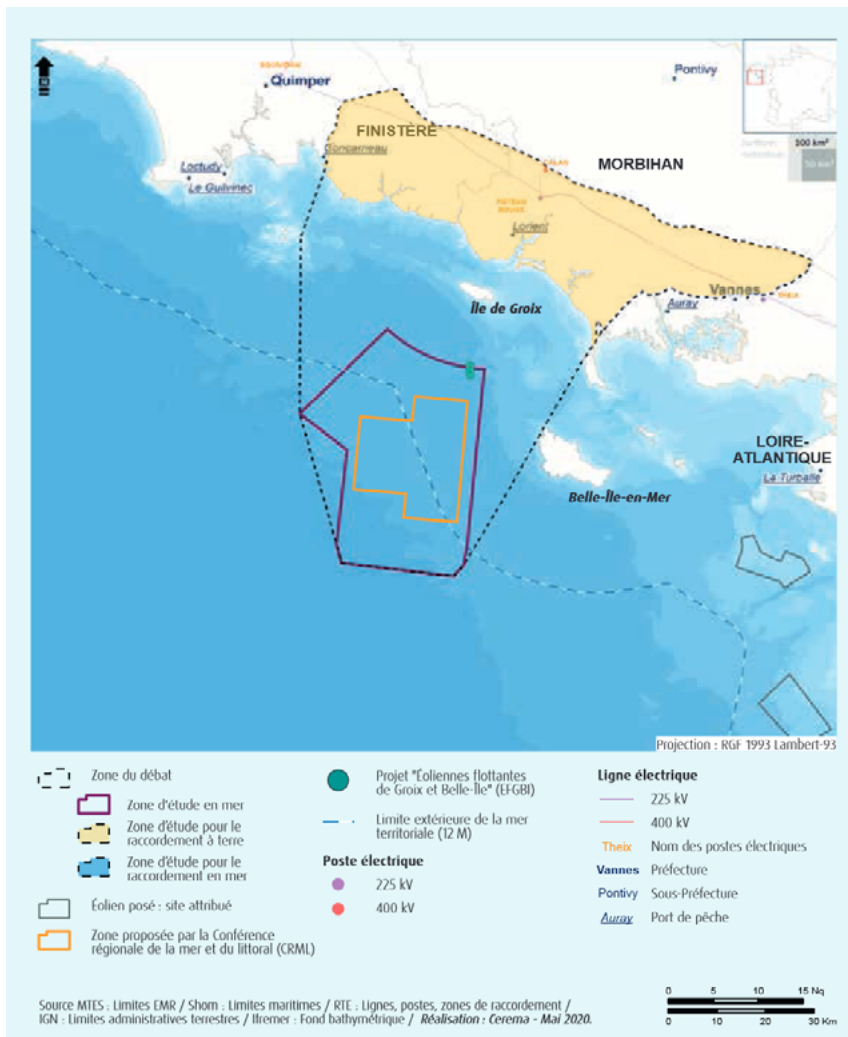 Quimper
Pontivy
FINISTÈRE
Concarneau
CALAN
MORBIHAN
100 km²
50 km²
Loctudy
Le Guilvinec
POTEAU
ROUGE
Lorient
Île de Groix
Vannes
THEIX
Auray
LOIRE-
ATLANTIQUE
La Turballe
Belle-Île-en-Mer
Projection : RGF 1993 Lambert-93
Zone du débat
Zone d'étude en mer
Zone d'étude pour le
raccordement à terre
Zone d'étude pour le
raccordement en mer
Éolien posé : site attribué
Zone proposée par la Conférence
régionale de la mer et du littoral (CRML)
Projet "Éoliennes flottantes
de Groix et Belle-Île" (EFGBI)
Limite extérieure de la mer
territoriale (12 M)
Poste électrique
225 kV
400 kV
Ligne électrique
225 kV
400 kV
Theix Nom des postes électriques
Vannes Préfecture
Pontivy Sous-Préfecture
Auray Port de pêche
Source MTES : Limites EMR / Shom : Limites maritimes / RTE : Lignes, postes, zones de raccordement /
IGN : Limites administratives terrestres / Ifremer : Fond bathymétrique / Réalisation : Cerema - Mai 2020.
0 5 10 15 Nq
0 10 20 30 Km